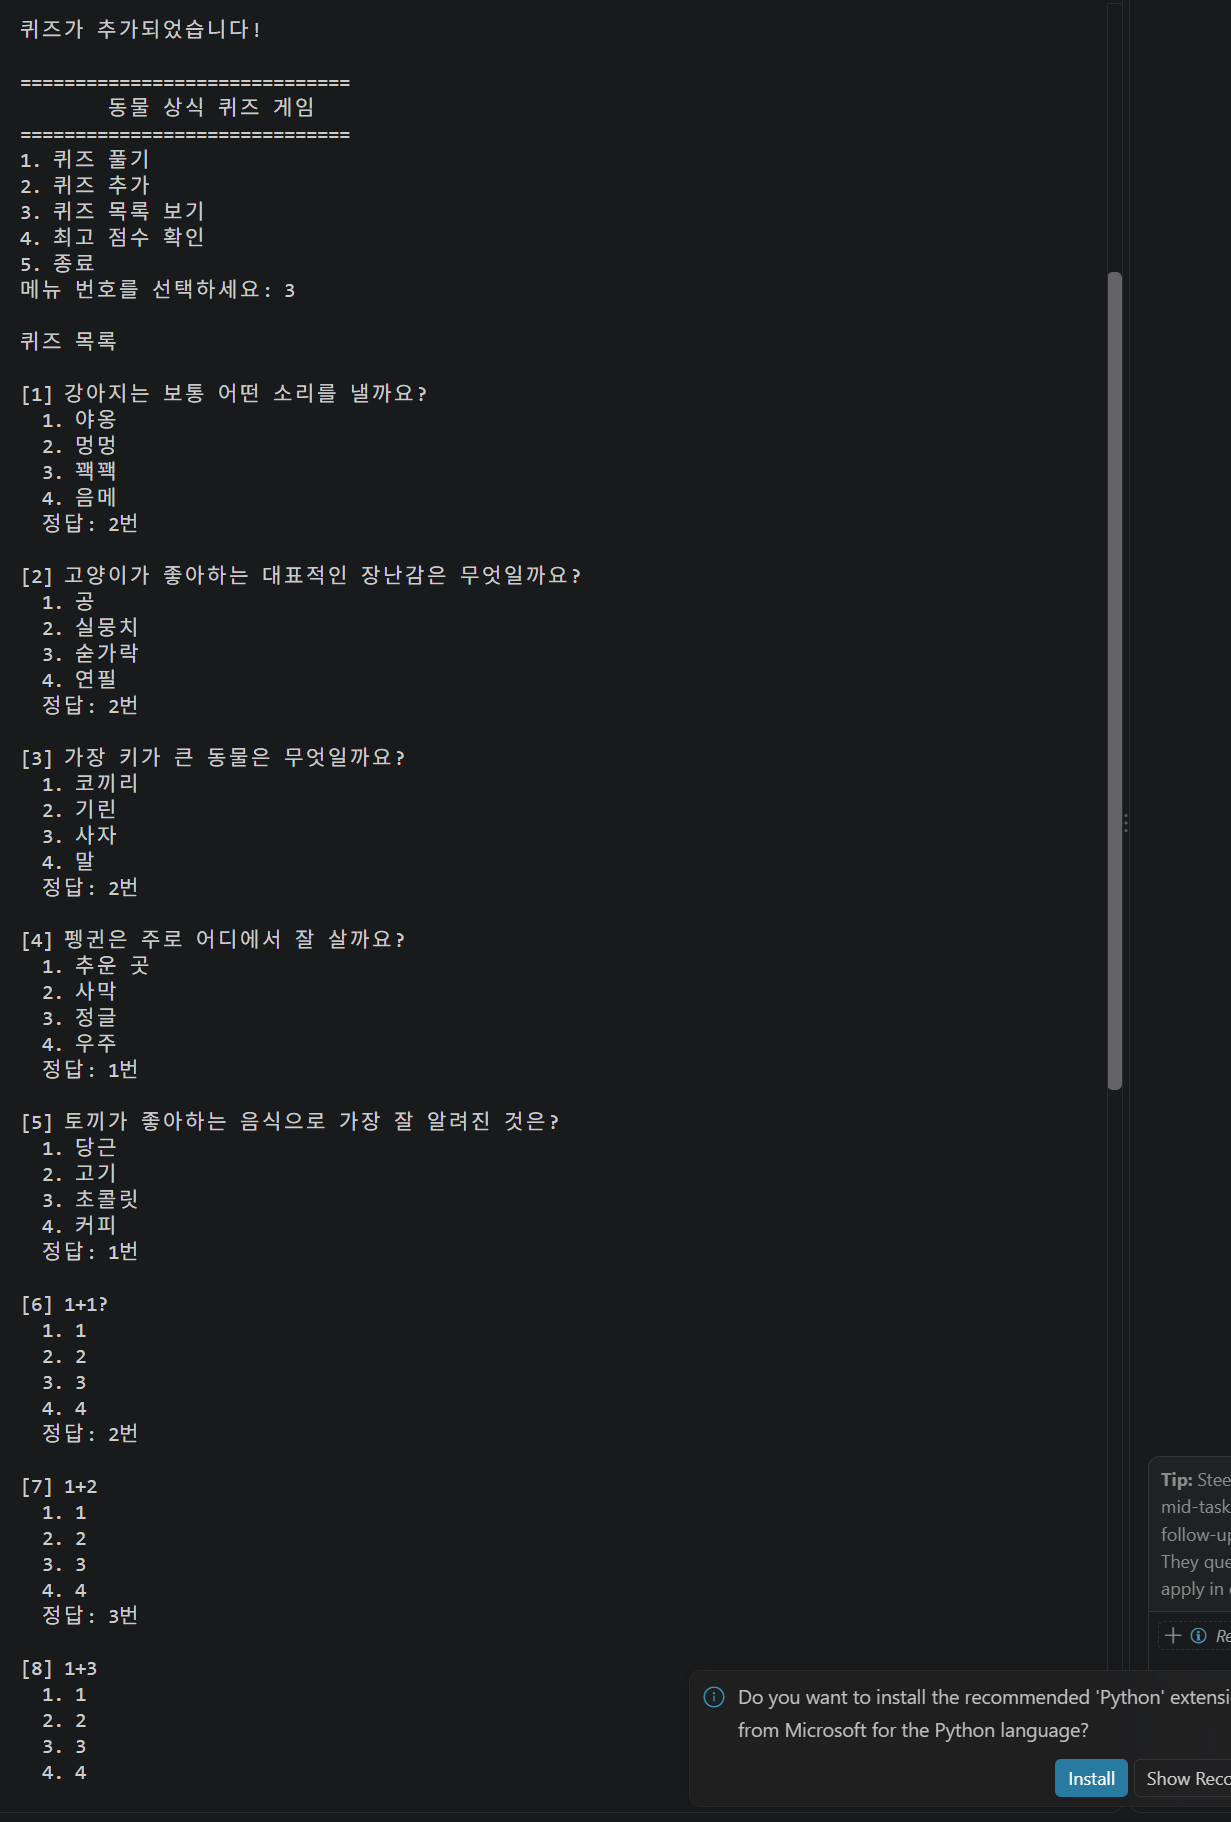 퀴즈가 추가되었습니다!
==============================
동물 상식 퀴즈 게임
==============================
1. 퀴즈 풀기
2. 퀴즈 추가
3. 퀴즈 목록 보기
4. 최고 점수 확인
5. 종료
메뉴 번호를 선택하세요: 3
퀴즈 목록
[1] 강아지는 보통 어떤 소리를 낼까요?
1. 야옹
2. 멍멍
3. 꽥꽥
4. 음메
정답: 2번
[2] 고양이가 좋아하는 대표적인 장난감은 무엇일까요?
1. 공
2. 실뭉치
3. 숟가락
4. 연필
정답: 2번
[3] 가장 키가 큰 동물은 무엇일까요?
1. 코끼리
2. 기린
3. 사자
4. 말
정답: 2번
[4] 펭귄은 주로 어디에서 잘 살까요?
1. 추운 곳
2. 사막
3. 정글
4. 우주
정답: 1번
[5] 토끼가 좋아하는 음식으로 가장 잘 알려진 것은?
1. 당근
2. 고기
3. 초콜릿
4. 커피
정답: 1번
[6] 1+1?
1. 1
2. 2
3. 3
4. 4
정답: 2번
[7] 1+2
1. 1
2. 2
3. 3
4. 4
정답: 3번
[8] 1+3
1. 1
2. 2
3. 3
4. 4
Tip: Stee
mid-task
follow-up
They que
apply in
Re
Do you want to install the recommended 'Python' extensi
from Microsoft for the Python language?
Install
Show Reco